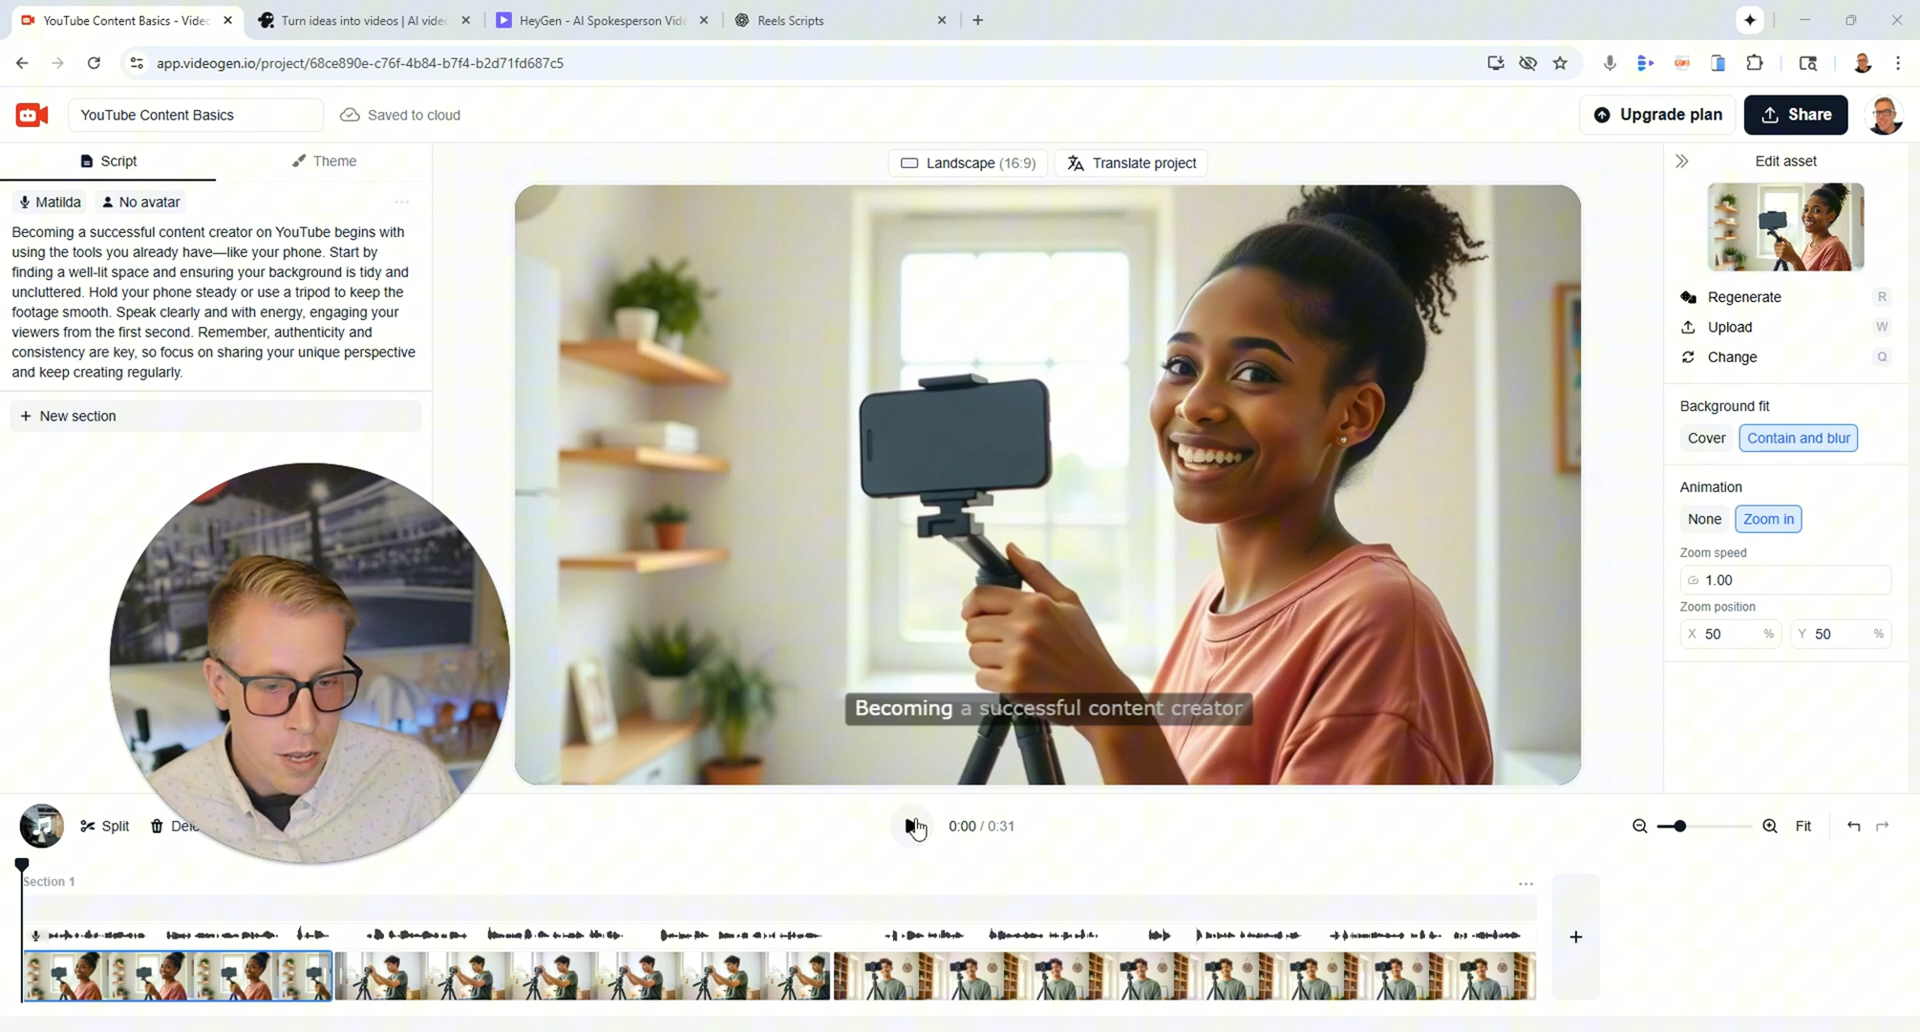 YouTube Content Basics - Videc
Turn ideas into videos | AI video
HeyGen - AI Spokesperson Vide
Reels Scripts
app.videogen.io/project/68ce890e-c76f-4b84-b7f4-b2d71fd687c5
YouTube Content Basics
Saved to cloud
Upgrade plan
Share
Script
Theme
Landscape (16:9)
Translate project
Edit asset
Matilda
No avatar
Becoming a successful content creator on YouTube begins with
using the tools you already have—like your phone. Start by
finding a well-lit space and ensuring your background is tidy and
uncluttered. Hold your phone steady or use a tripod to keep the
footage smooth. Speak clearly and with energy, engaging your
viewers from the first second. Remember, authenticity and
consistency are key, so focus on sharing your unique perspective
and keep creating regularly.
+ New section
Regenerate R
Upload W
Change Q
Background fit
Cover
Contain and blur
Animation
None
Zoom in
Zoom speed
1.00
Zoom position
X 50 %
Y 50 %
Becoming a successful content creator
Split
Dele
0:00 / 0:31
Fit
Section 1